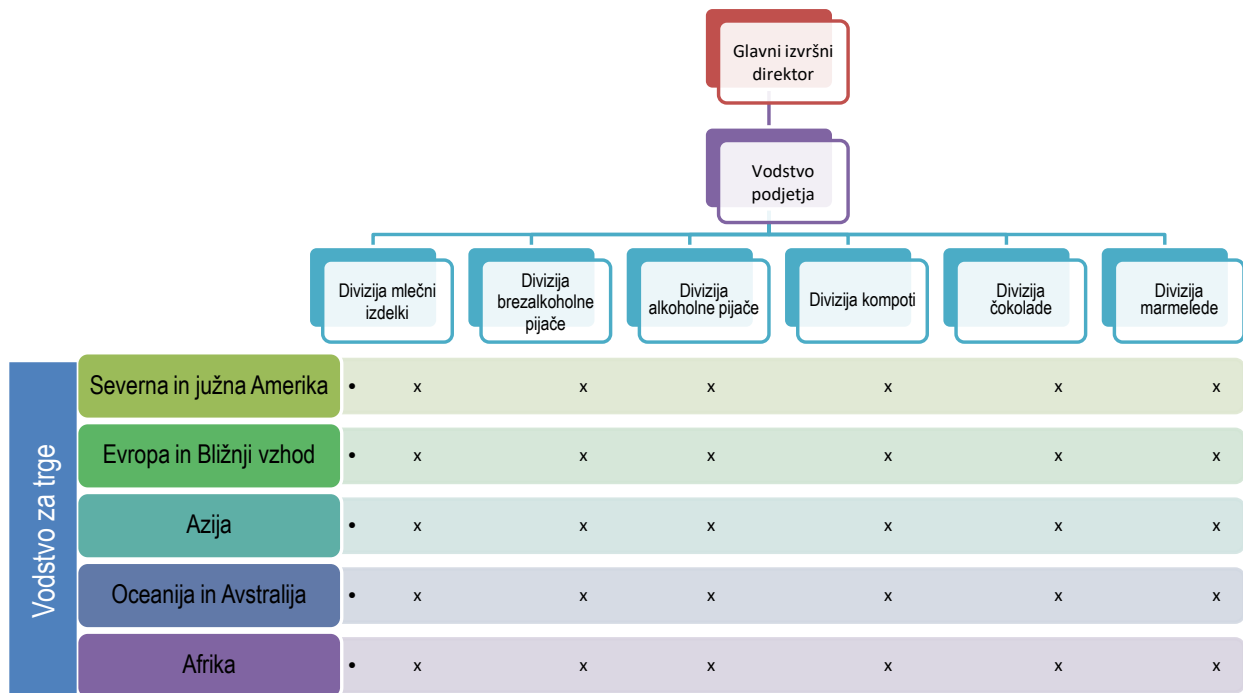 Glavni izvršni
direktor
Vodstvo
podjetja
Divizija mlečni
izdelki
Divizija
brezalkoholne
pijače
Divizija
alkoholne pijače
Divizija kompoti
Divizija
čokolade
Divizija
marmelede
Vodstvo za trge
Severna in južna Amerika
• x x x x x x
Evropa in Bližnji vzhod
• x x x x x x
Azija
• x x x x x x
Oceanija in Avstralija
• x x x x x x
Afrika
• x x x x x x